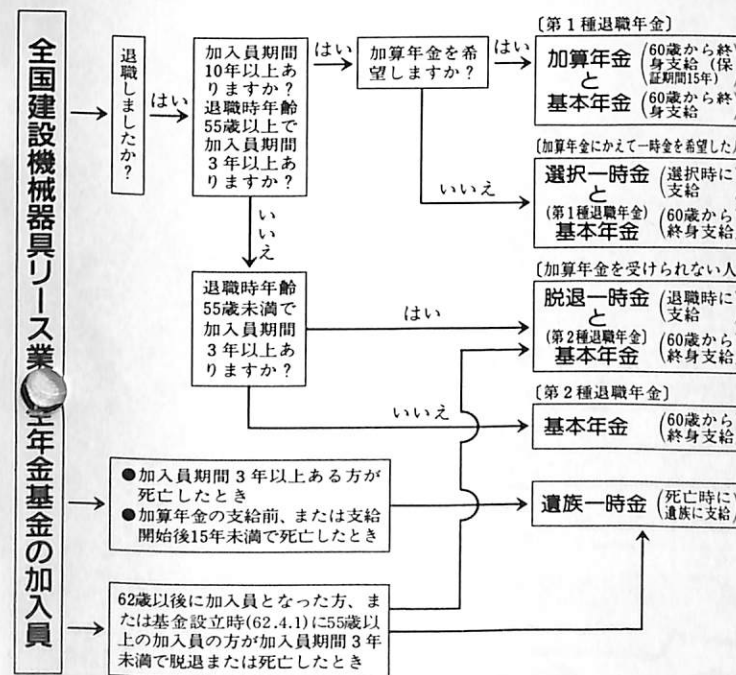 全国建設機械器具リース業
年金基金の加入員
退職しましたか？
はい
加入員期間
10年以上あ
りますか？
退職時年齢
55歳以上で
加入員期間
3年以上あ
りますか？
はい
加算年金を希
望しますか？
はい
〔第1種退職年金〕
加算年金
(60歳から終
身支給（保
証期間15年）
と
基本年金
(60歳から終
身支給
いいえ
〔加算年金にかえて一時金を希望した人
選択一時金
(選択時に
支給
と
(第1種退職年金)
基本年金
(60歳から
終身支給
いいえ
退職時年齢
55歳未満で
加入員期間
3年以上あ
りますか？
はい
〔加算年金を受けられない人
脱退一時金
(退職時に
支給
と
(第2種退職年金)
基本年金
(60歳から
終身支給
いいえ
〔第2種退職年金〕
基本年金
(60歳から
終身支給
●加入員期間3年以上ある方が
死亡したとき
●加算年金の支給前、または支給
開始後15年未満で死亡したとき
遺族一時金
(死亡時に
遺族に支給)
62歳以後に加入員となった方、ま
たは基金設立時(62.4.1)に55歳以
上の加入員の方が加入員期間3年
未満で脱退または死亡したとき